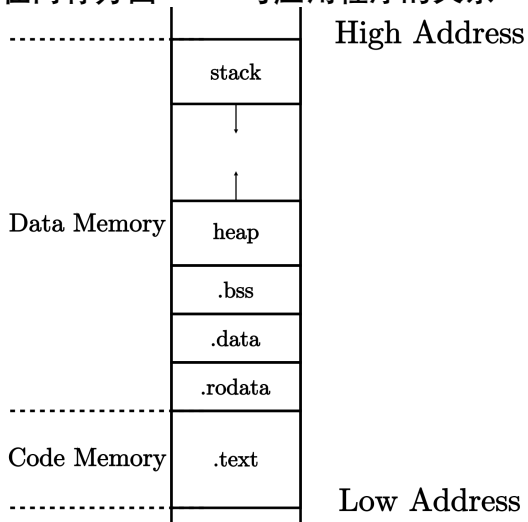 High Address
stack
Data Memory
heap
.bss
.data
.rodata
Code Memory
.text
Low Address